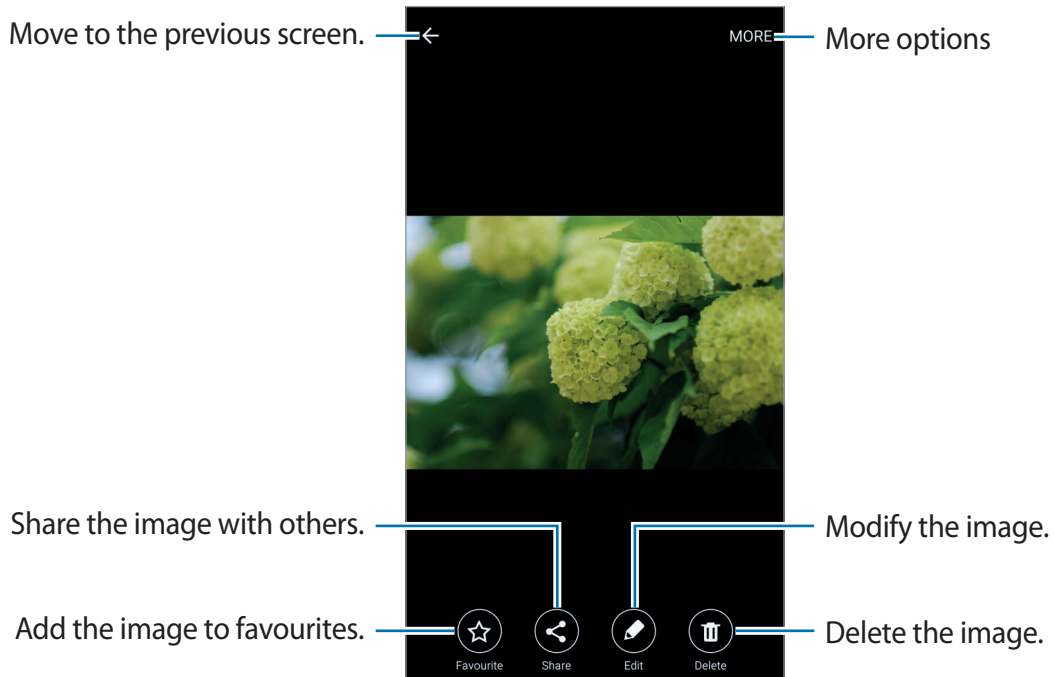 Move to the previous screen.
MORE
More options
Share the image with others.
Modify the image.
Add the image to favourites.
Delete the image.
Favourite
Share
Edit
Delete